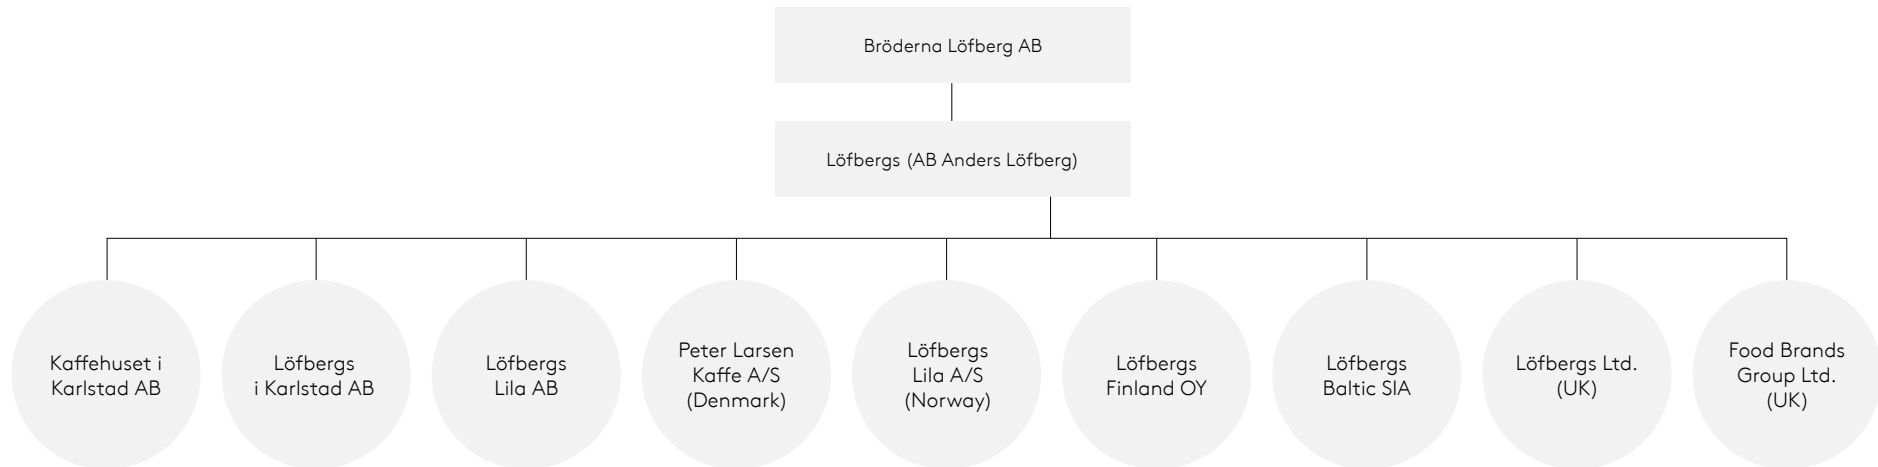 Bröderna Löfberg AB
Löfbergs (AB Anders Löfberg)
Kaffehuset i
Karlstad AB
Löfbergs
i Karlstad AB
Löfbergs
Lila AB
Peter Larsen
Kaffe A/S
(Denmark)
Löfbergs
Lila A/S
(Norway)
Löfbergs
Finland OY
Löfbergs
Baltic SIA
Löfbergs Ltd.
(UK)
Food Brands
Group Ltd.
(UK)